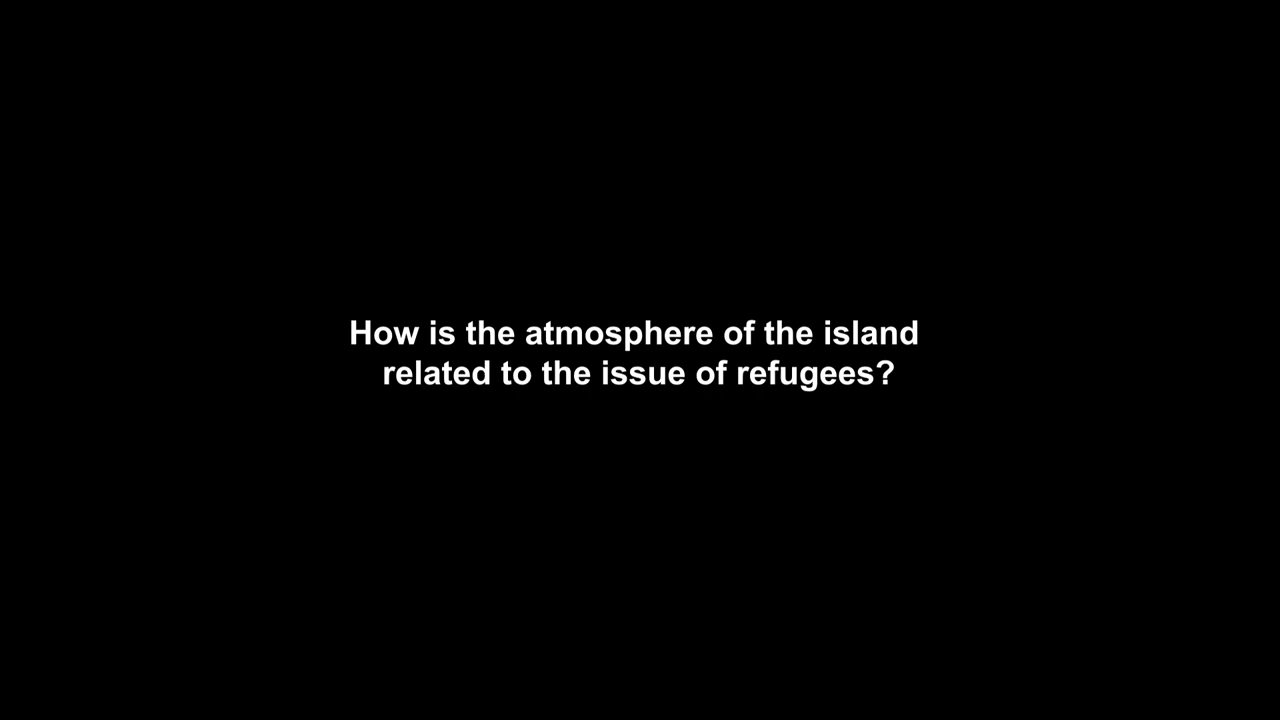 How is the atmosphere of the island
related to the issue of refugees?